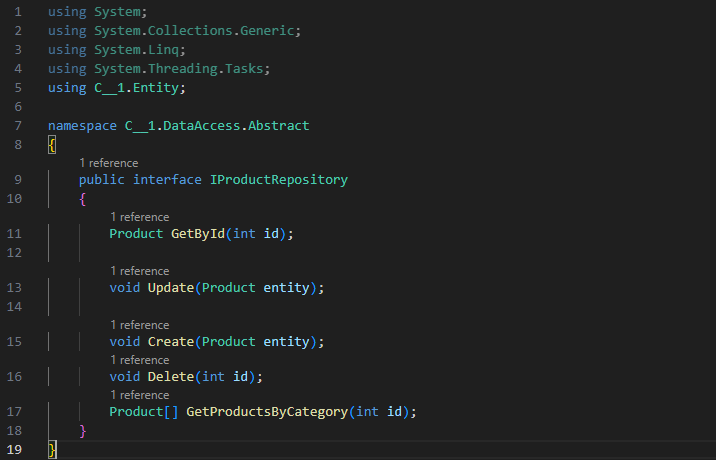 1 using System;
2 using System.Collections.Generic;
3 using System.Linq;
4 using System.Threading.Tasks;
5 using C__1.Entity;
6
7 namespace C__1.DataAccess.Abstract
8 {
1 reference
9 public interface IProductRepository
10 {
1 reference
11 Product GetById(int id);
12
1 reference
13 void Update(Product entity);
14
1 reference
15 void Create(Product entity);
1 reference
16 void Delete(int id);
1 reference
17 Product[] GetProductsByCategory(int id);
18 }
19 }